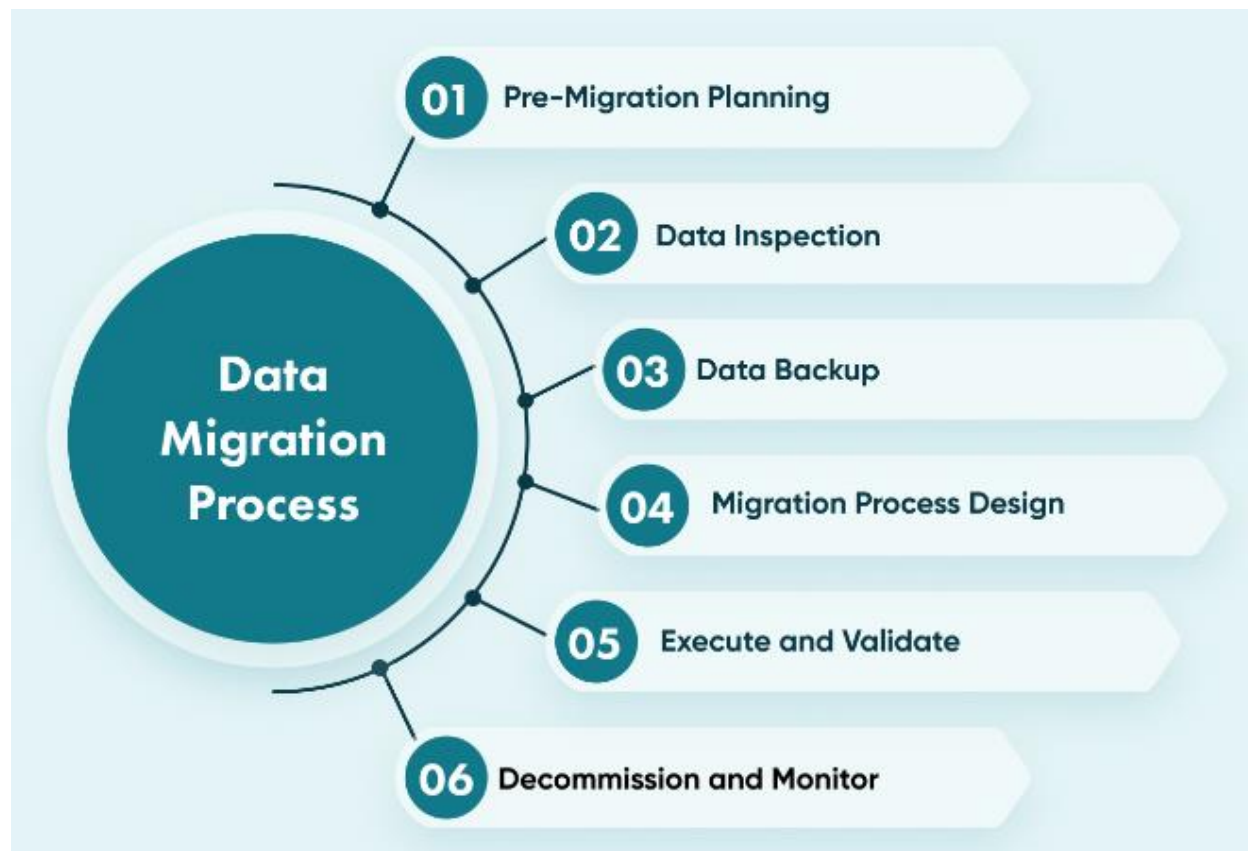 Data
Migration
Process
01 Pre-Migration Planning
02 Data Inspection
03 Data Backup
04 Migration Process Design
05 Execute and Validate
06 Decommission and Monitor